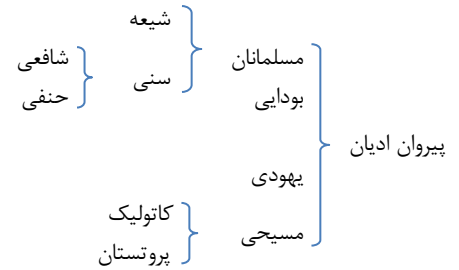 پیروان ادیان
مسلمانان
بودایی
یهودی
مسیحی
شیعه
سنی
شافعی
حنفی
کاتولیک
پروتستان